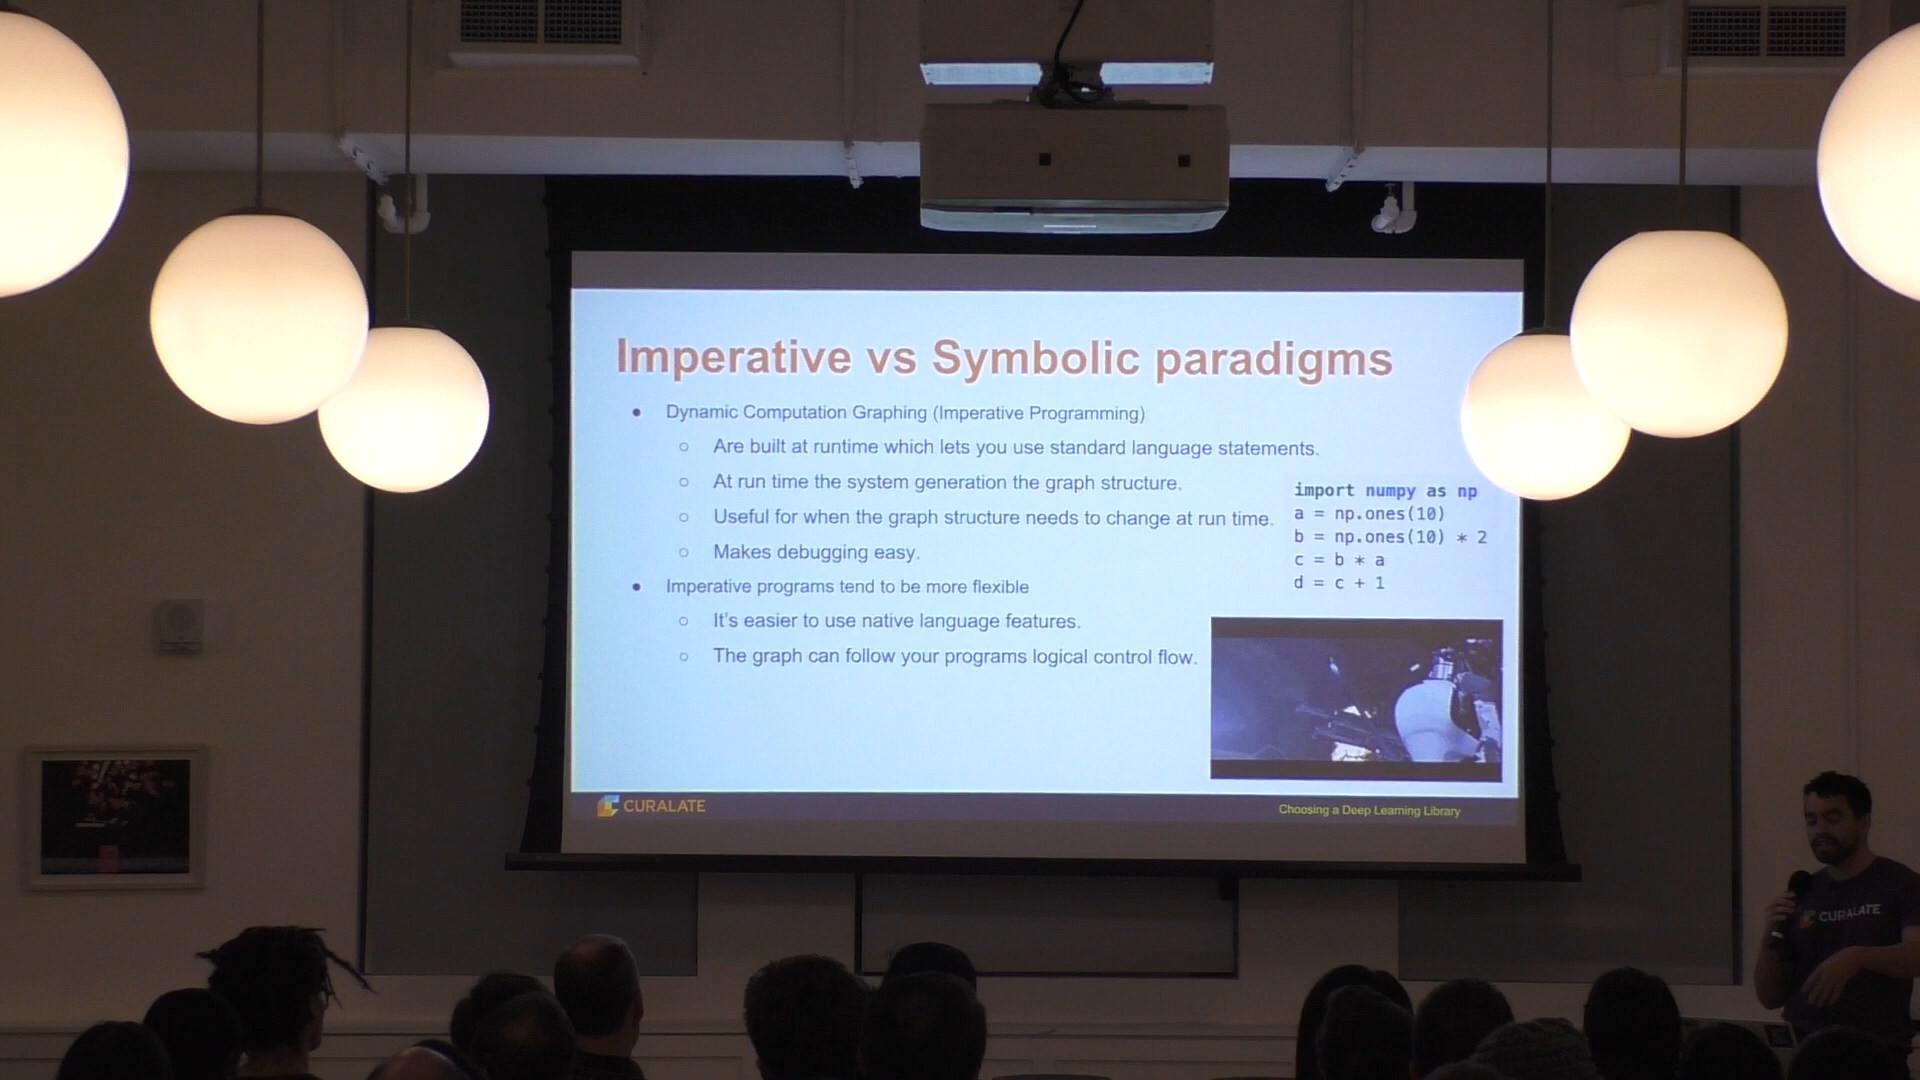 Imperative vs Symbolic paradigms
Dynamic Computation Graphing (Imperative Programming)
Are built at runtime which lets you use standard language statements.
At run time the system generation the graph structure.
Useful for when the graph structure needs to change at run time.
Makes debugging easy.
Imperative programs tend to be more flexible
It's easier to use native language features.
The graph can follow your programs logical control flow.
import numpy as np
a = np.ones(10)
b = np.ones(10) * 2
c = b * a
d = c + 1
CURALATE
Choosing a Deep Learning Library
CURALATE